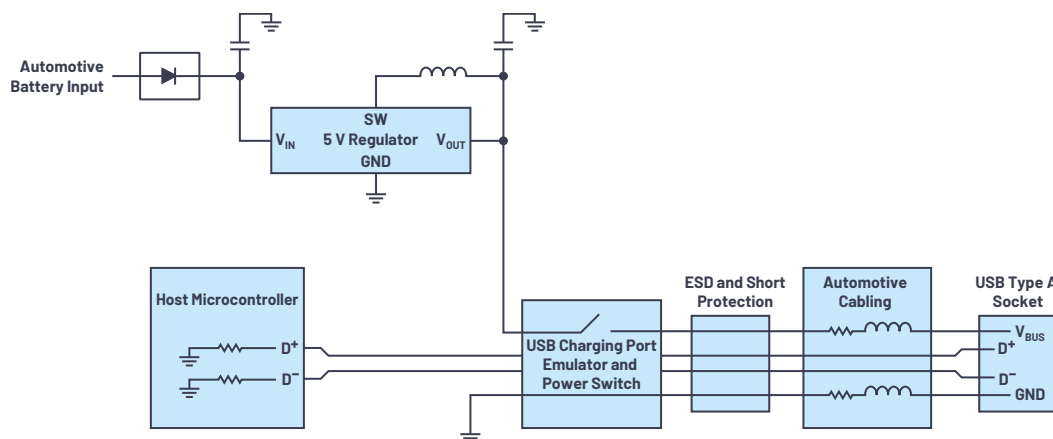 Automotive
Battery Input
SW
V_IN 5 V Regulator V_OUT
GND
Host Microcontroller
D+
D−
USB Charging Port
Emulator and
Power Switch
ESD and Short
Protection
Automotive
Cabling
USB Type A
Socket
V_BUS
D+
D−
GND